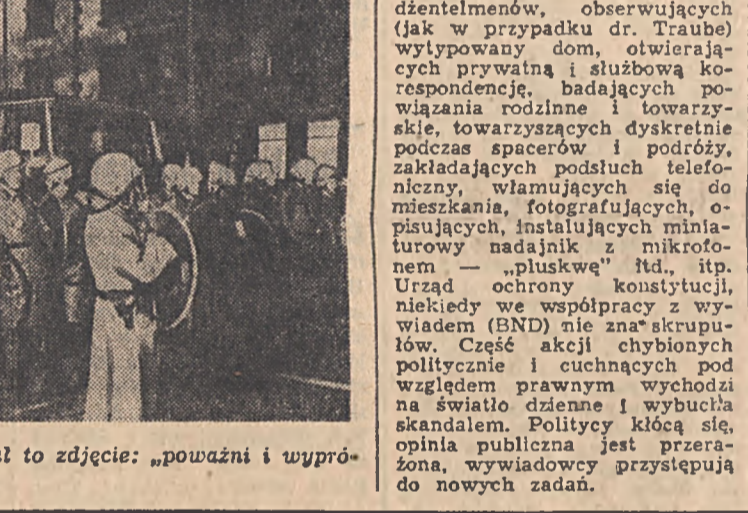 ał to zdjęcie: „poważni i wypró-
dżentelmenów, obserwujących
(jak w przypadku dr. Traube)
wytypowany dom, otwierają-
cych prywatną i służbową ko-
respondencję, badających po-
wiązania rodzinne i towarzy-
skie, towarzyszących dyskretnie
podczas spacerów i podróży,
zakładających podsłuch telefo-
niczny, włamujących się do
mieszkania, fotografujących, o-
pisujących, instalujących minia-
turowy nadajnik z mikrofo-
nem — „pluskwę” itd., itp.
Urząd ochrony konstytucji,
niekiedy we współpracy z wy-
wiadem (BND) nie zna skrupu-
łów. Część akcji chybionych
politycznie i cuchnących pod
względem prawnym wychodzi
na światło dzienne i wybucha
skandalem. Politycy kłócą się,
opinia publiczna jest przera-
żona, wywiadowcy przystępują
do nowych zadań.